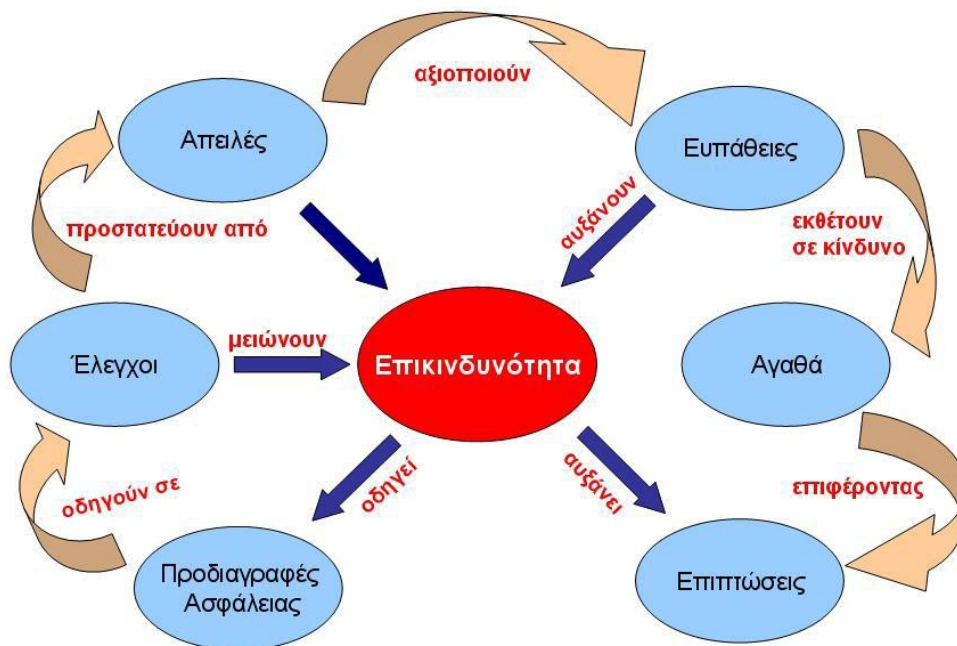 αξιοποιούν
Απειλές
Ευπάθειες
προστατεύουν από
αυξάνουν
εκθέτουν
σε κίνδυνο
Έλεγχοι
μειώνουν
Επικινδυνότητα
Αγαθά
οδηγούν σε
οδηγεί
αυξάνει
επιφέροντας
Προδιαγραφές
Ασφάλειας
Επιπτώσεις